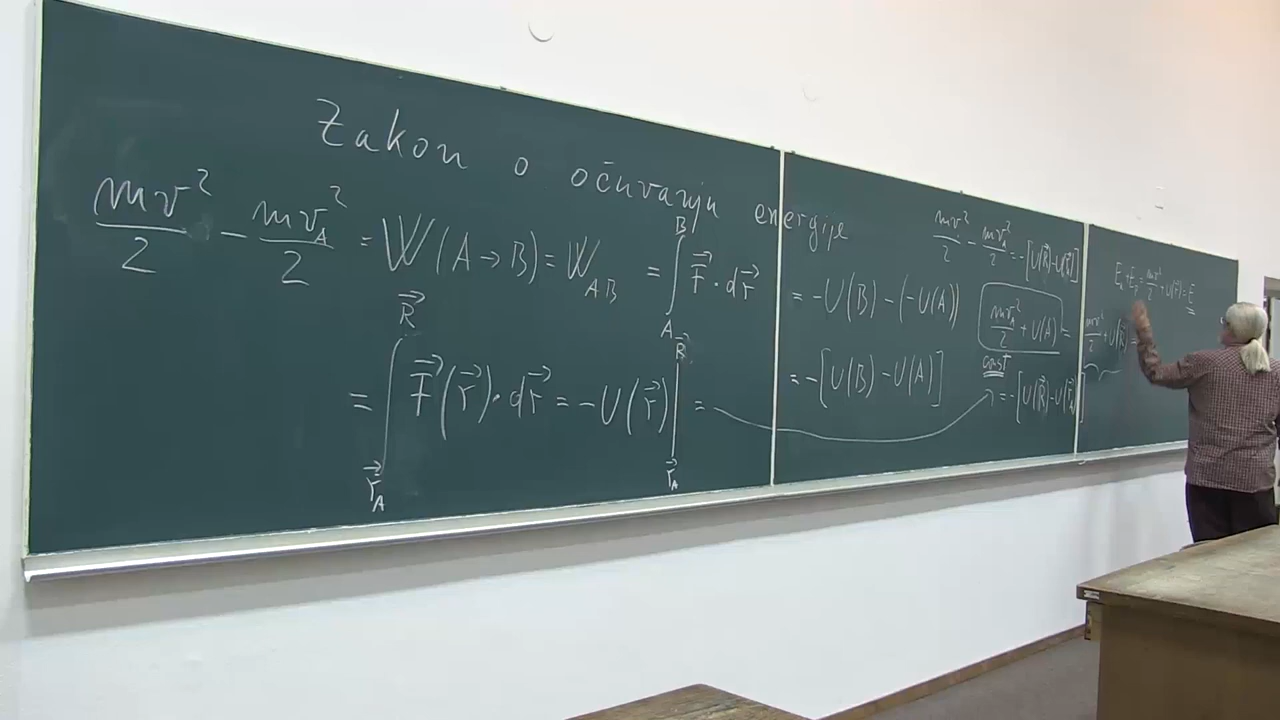 Zakon o očuvanju energije
mv²/2 - mv_A²/2 = W(A→B) = W_AB = ∫_A^B F⃗·dr⃗ = -U(B) - (-U(A))
= ∫_{r⃗_A}^{R⃗} F⃗(r⃗)·dr⃗ = -U(r⃗)|_{r⃗_A}^{R⃗} =
= -[U(B) - U(A)]
mv²/2 - mv_A²/2 = -[U(R⃗) - U(r⃗)]
mv_A²/2 + U(A) = mv²/2 + U(R⃗) =
const
= -[U(R⃗) - U(r⃗_A)]
E_k + E_p = mv²/2 + U(r⃗) = E